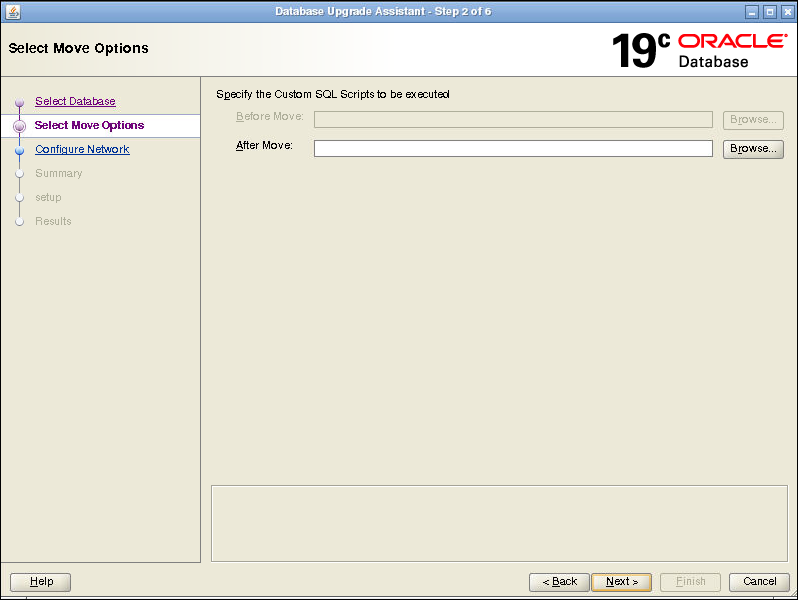 Database Upgrade Assistant - Step 2 of 6
Select Move Options
19c ORACLE Database
Select Database
Select Move Options
Configure Network
Summary
setup
Results
Specify the Custom SQL Scripts to be executed
Before Move: Browse...
After Move: Browse...
Help < Back Next > Finish Cancel